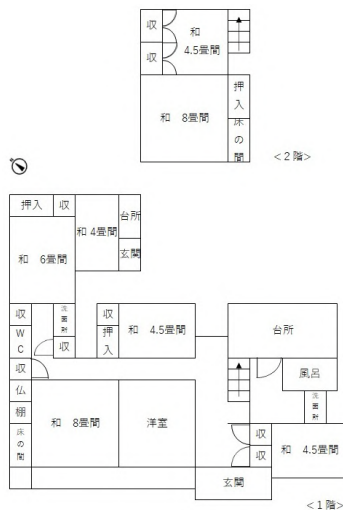 収
和
4.5畳間
収
和 8畳間
押入
床の間
<2階>
押入
収
和 4畳間
台所
玄関
和 6畳間
収
洗面所
WC
収
収
和 4.5畳間
押入
台所
収
風呂
洗面所
仏
棚
床の間
和 8畳間
洋室
収
収
和 4.5畳間
玄関
<1階>